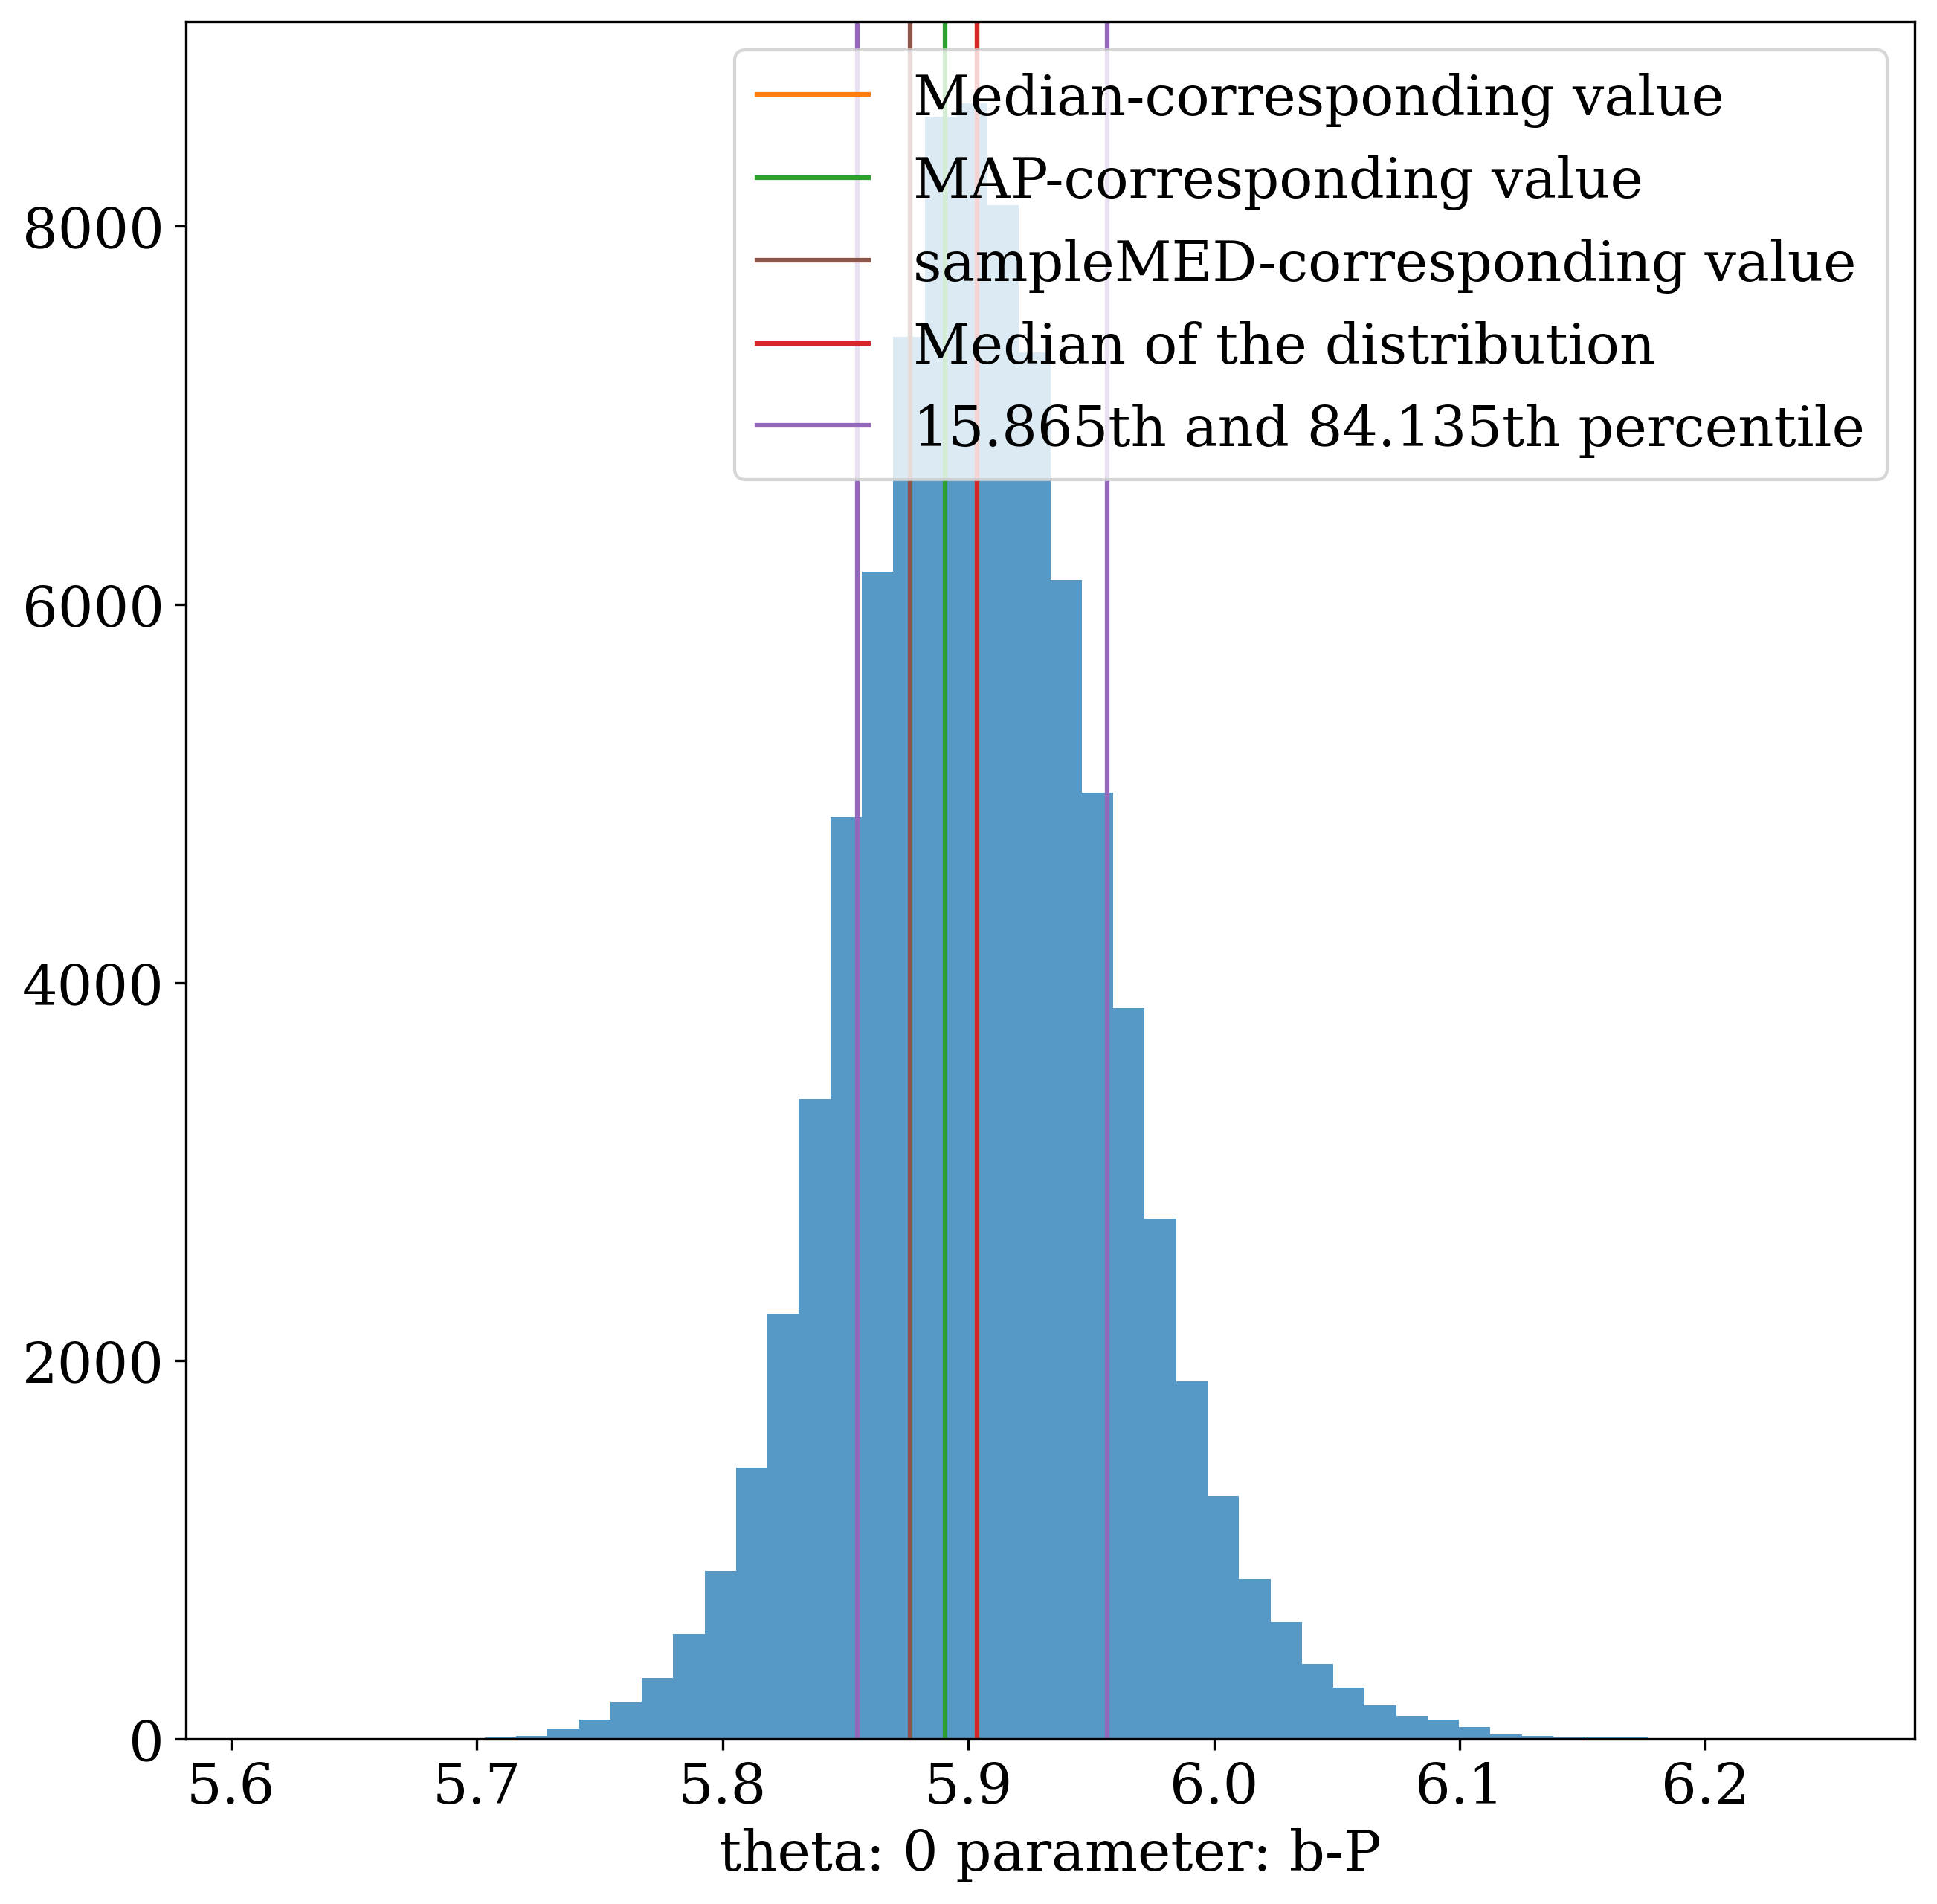 Median-corresponding value
MAP-corresponding value
sampleMED-corresponding value
Median of the distribution
15.865th and 84.135th percentile
8000
6000
4000
2000
0
5.6 5.7 5.8 5.9 6.0 6.1 6.2
theta: 0 parameter: b-P